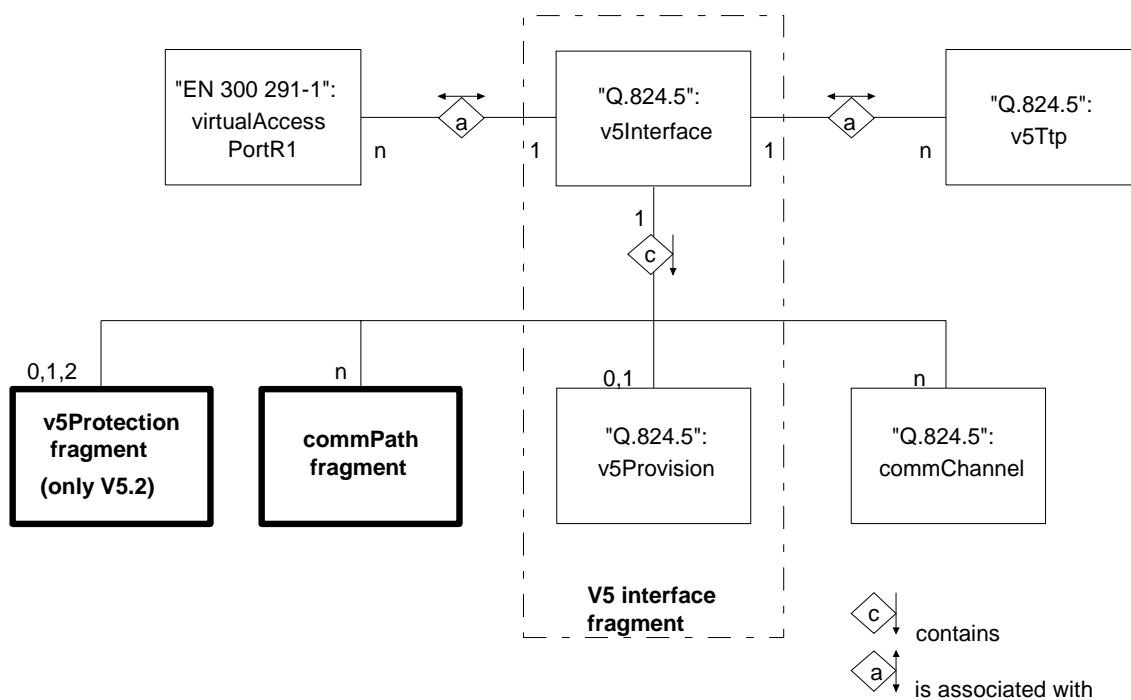 "EN 300 291-1":
virtualAccess
PortR1
n
a
1
"Q.824.5":
v5Interface
1
a
n
"Q.824.5":
v5Ttp
1
c
0,1,2
n
0,1
n
v5Protection
fragment
(only V5.2)
commPath
fragment
"Q.824.5":
v5Provision
"Q.824.5":
commChannel
V5 interface
fragment
c
contains
a
is associated with